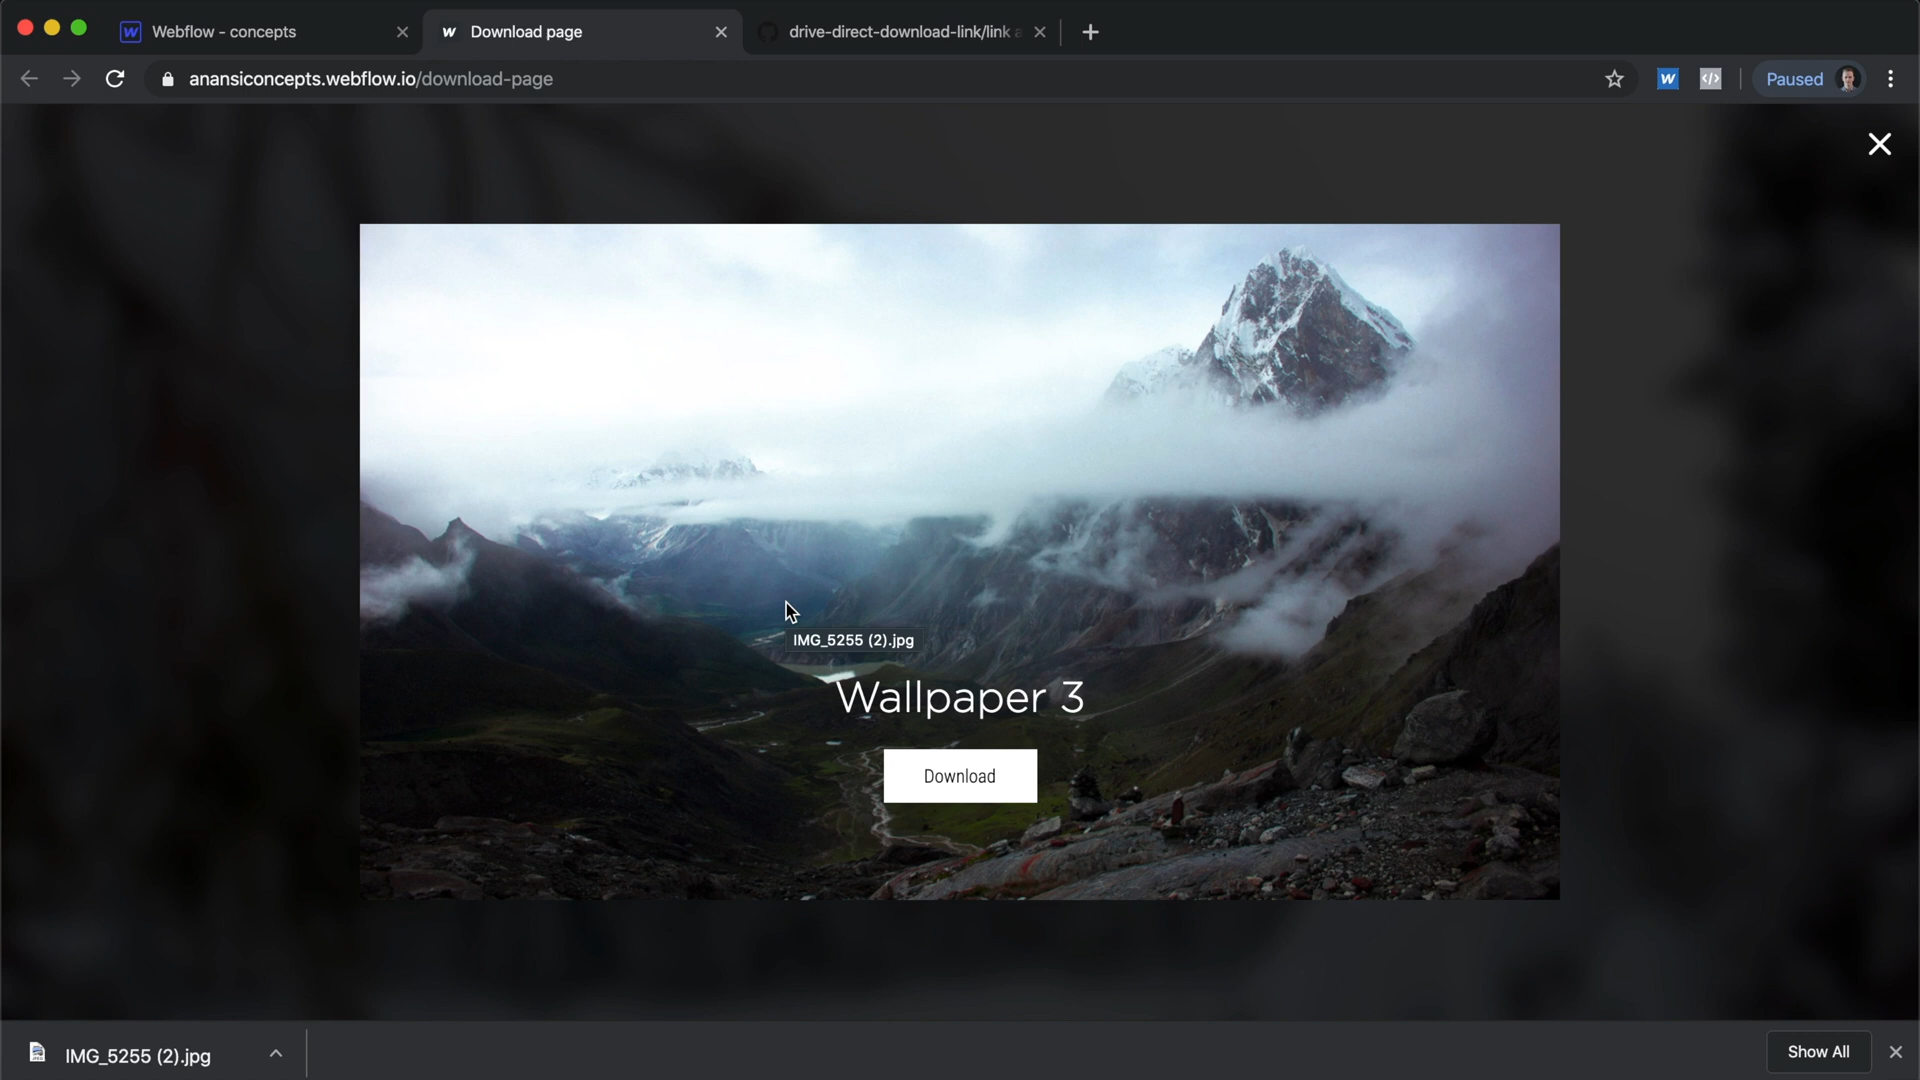 Webflow - concepts
Download page
drive-direct-download-link/link
anansiconcepts.webflow.io/download-page
Paused
IMG_5255 (2).jpg
Wallpaper 3
Download
IMG_5255 (2).jpg
Show All